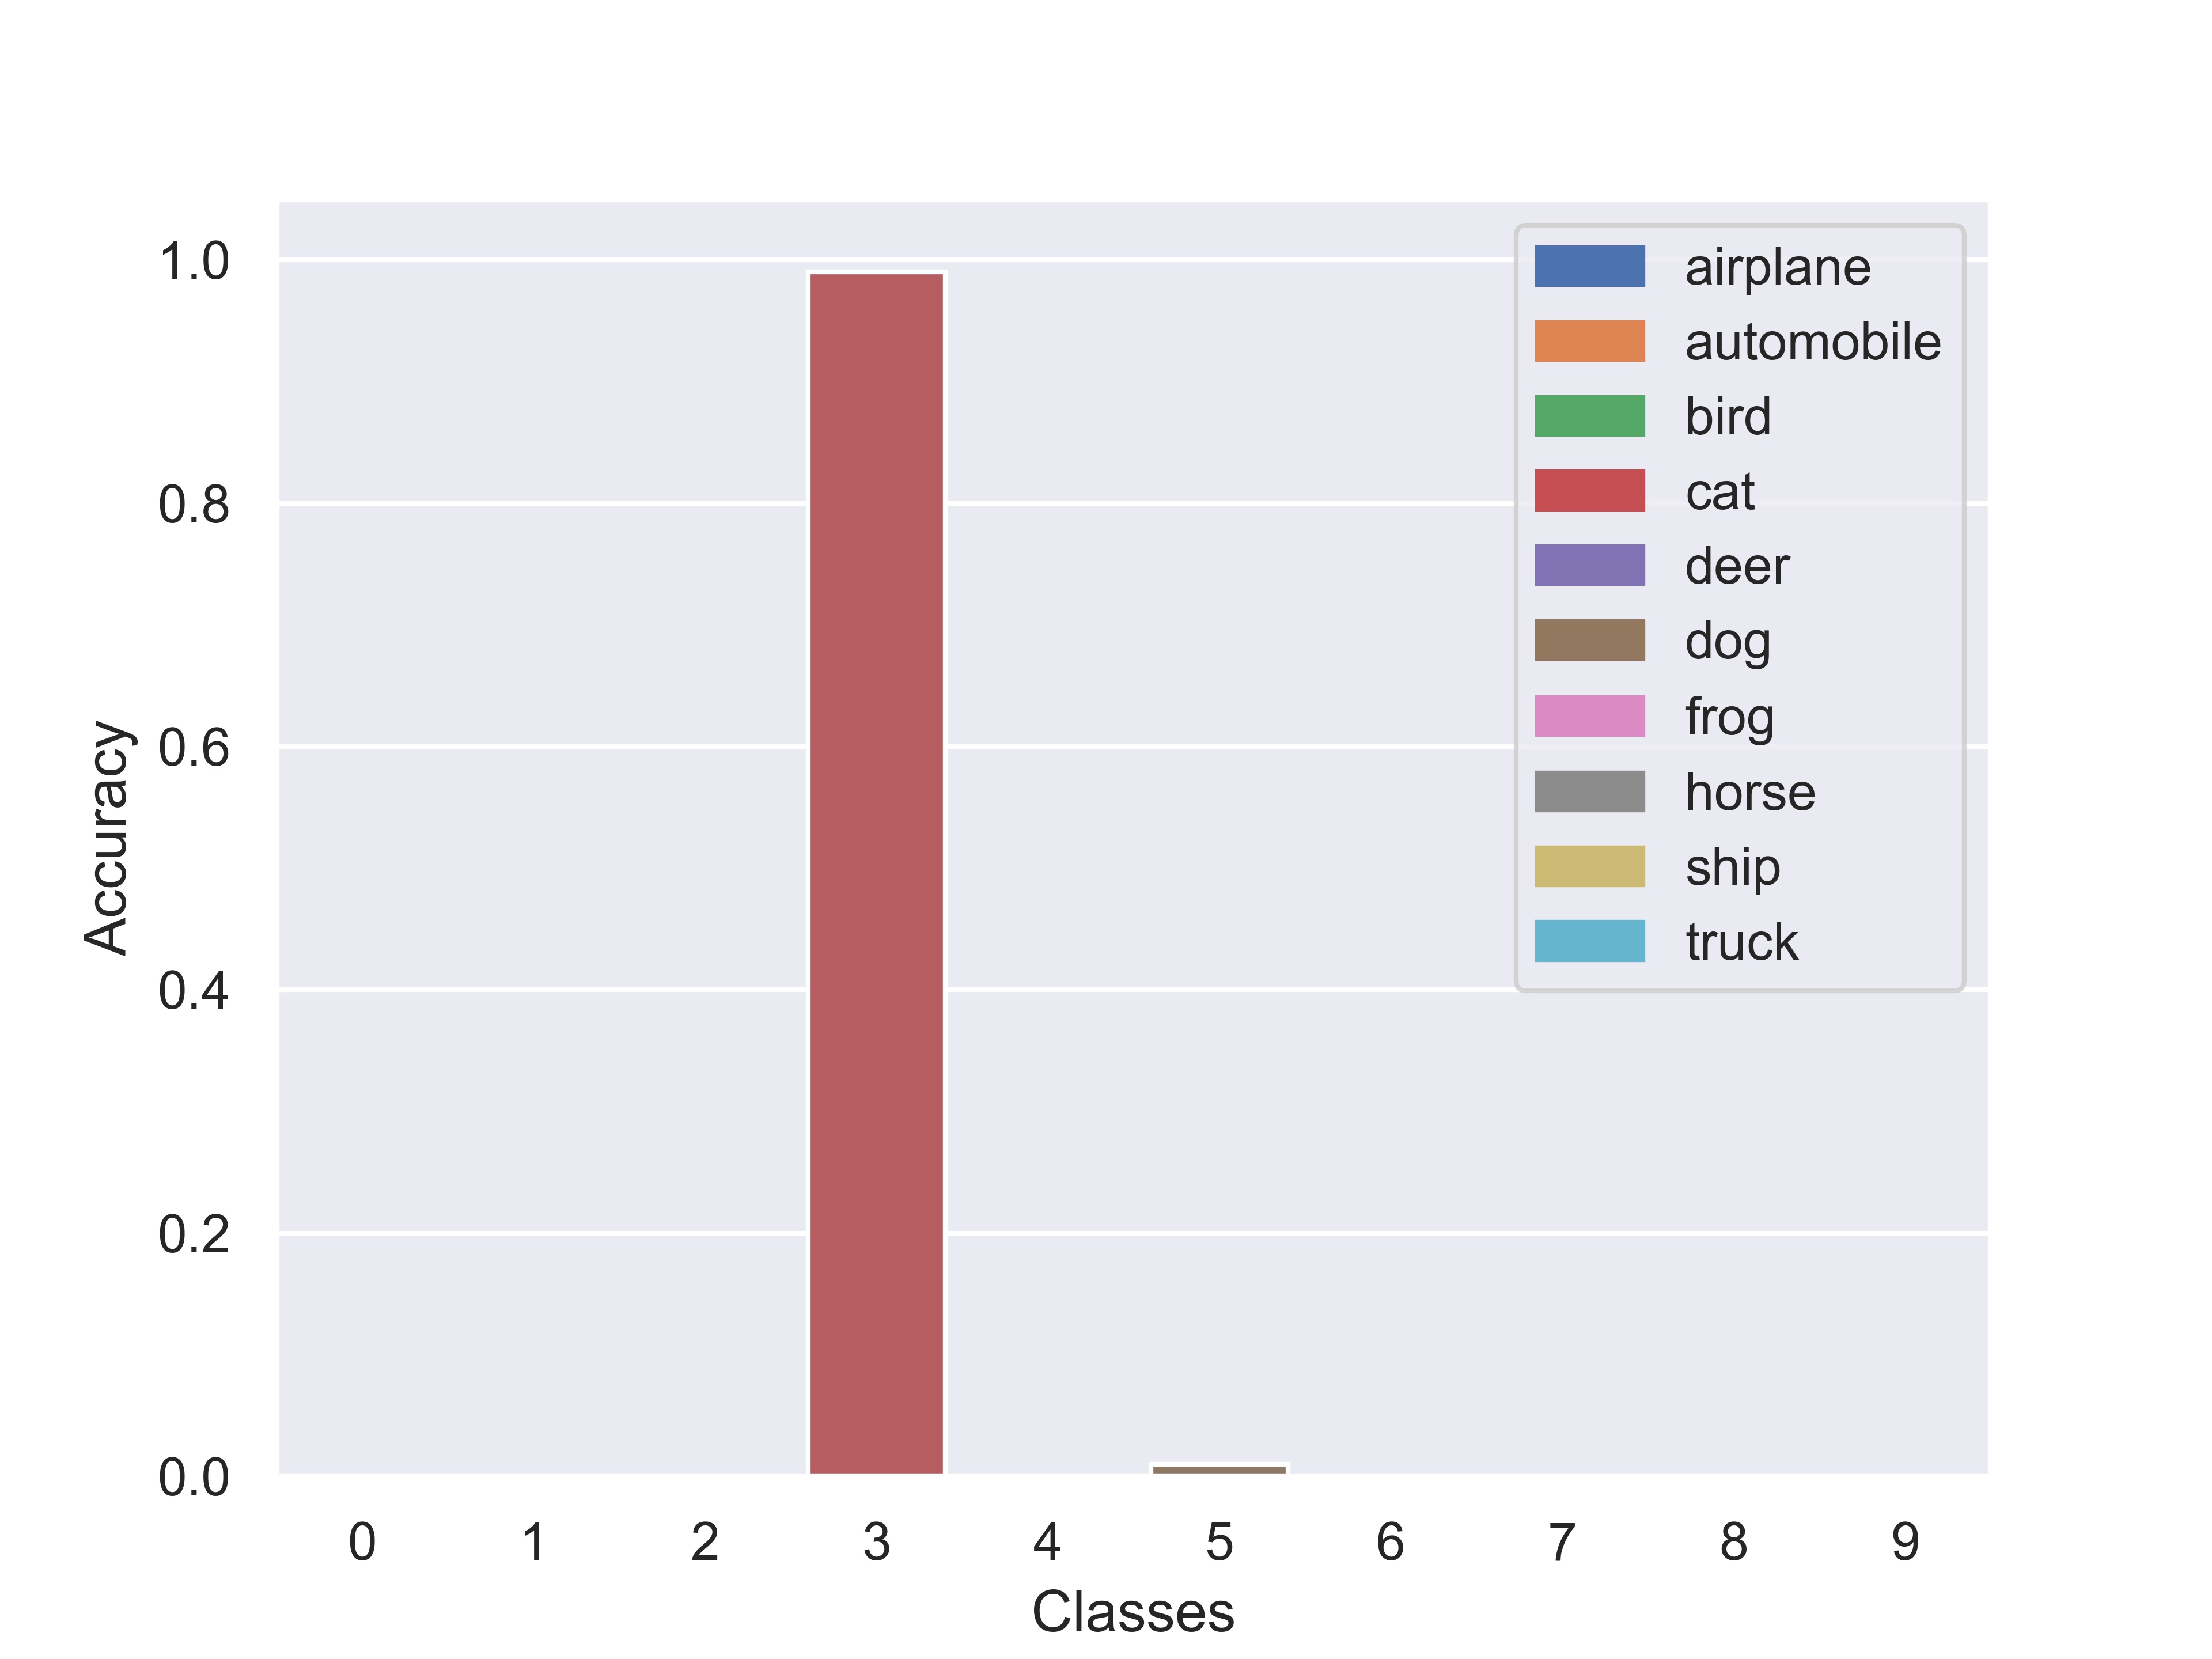 1.0
0.8
0.6
0.4
0.2
0.0
Accuracy
0 1 2 3 4 5 6 7 8 9
Classes
airplane
automobile
bird
cat
deer
dog
frog
horse
ship
truck